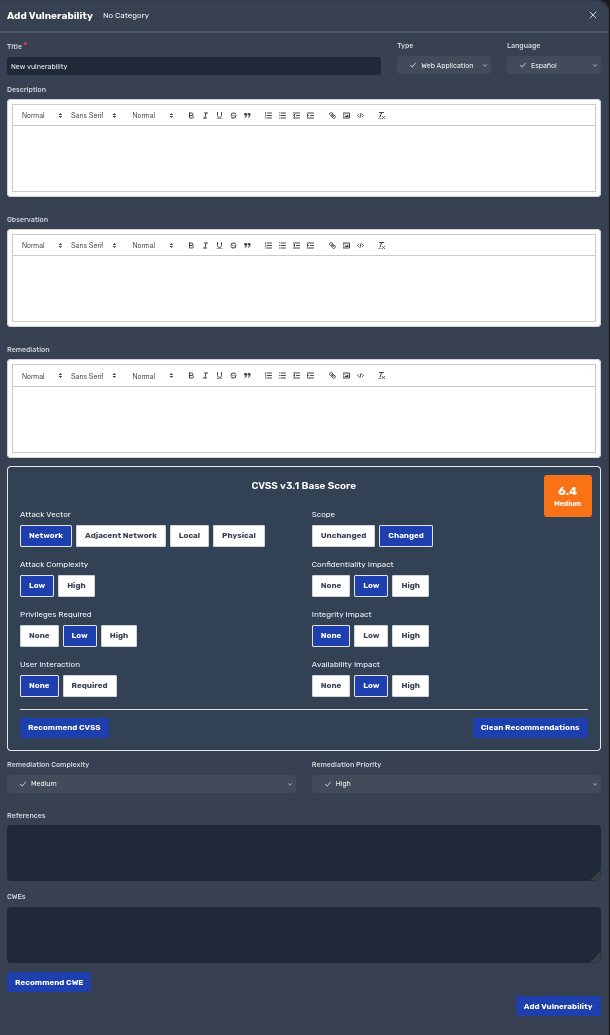 Add Vulnerability No Category
Title *
Type
Language
New vulnerability
Web Application
Español
Description
Normal Sans Serif Normal B I U S
Observation
Normal Sans Serif Normal B I U S
Remediation
Normal Sans Serif Normal B I U S
CVSS v3.1 Base Score
6.4
Medium
Attack Vector
Network Adjacent Network Local Physical
Scope
Unchanged Changed
Attack Complexity
Low High
Confidentiality Impact
None Low High
Privileges Required
None Low High
Integrity Impact
None Low High
User Interaction
None Required
Availability Impact
None Low High
Recommend CVSS
Clean Recommendations
Remediation Complexity
Medium
Remediation Priority
High
References
CWEs
Recommend CWE
Add Vulnerability